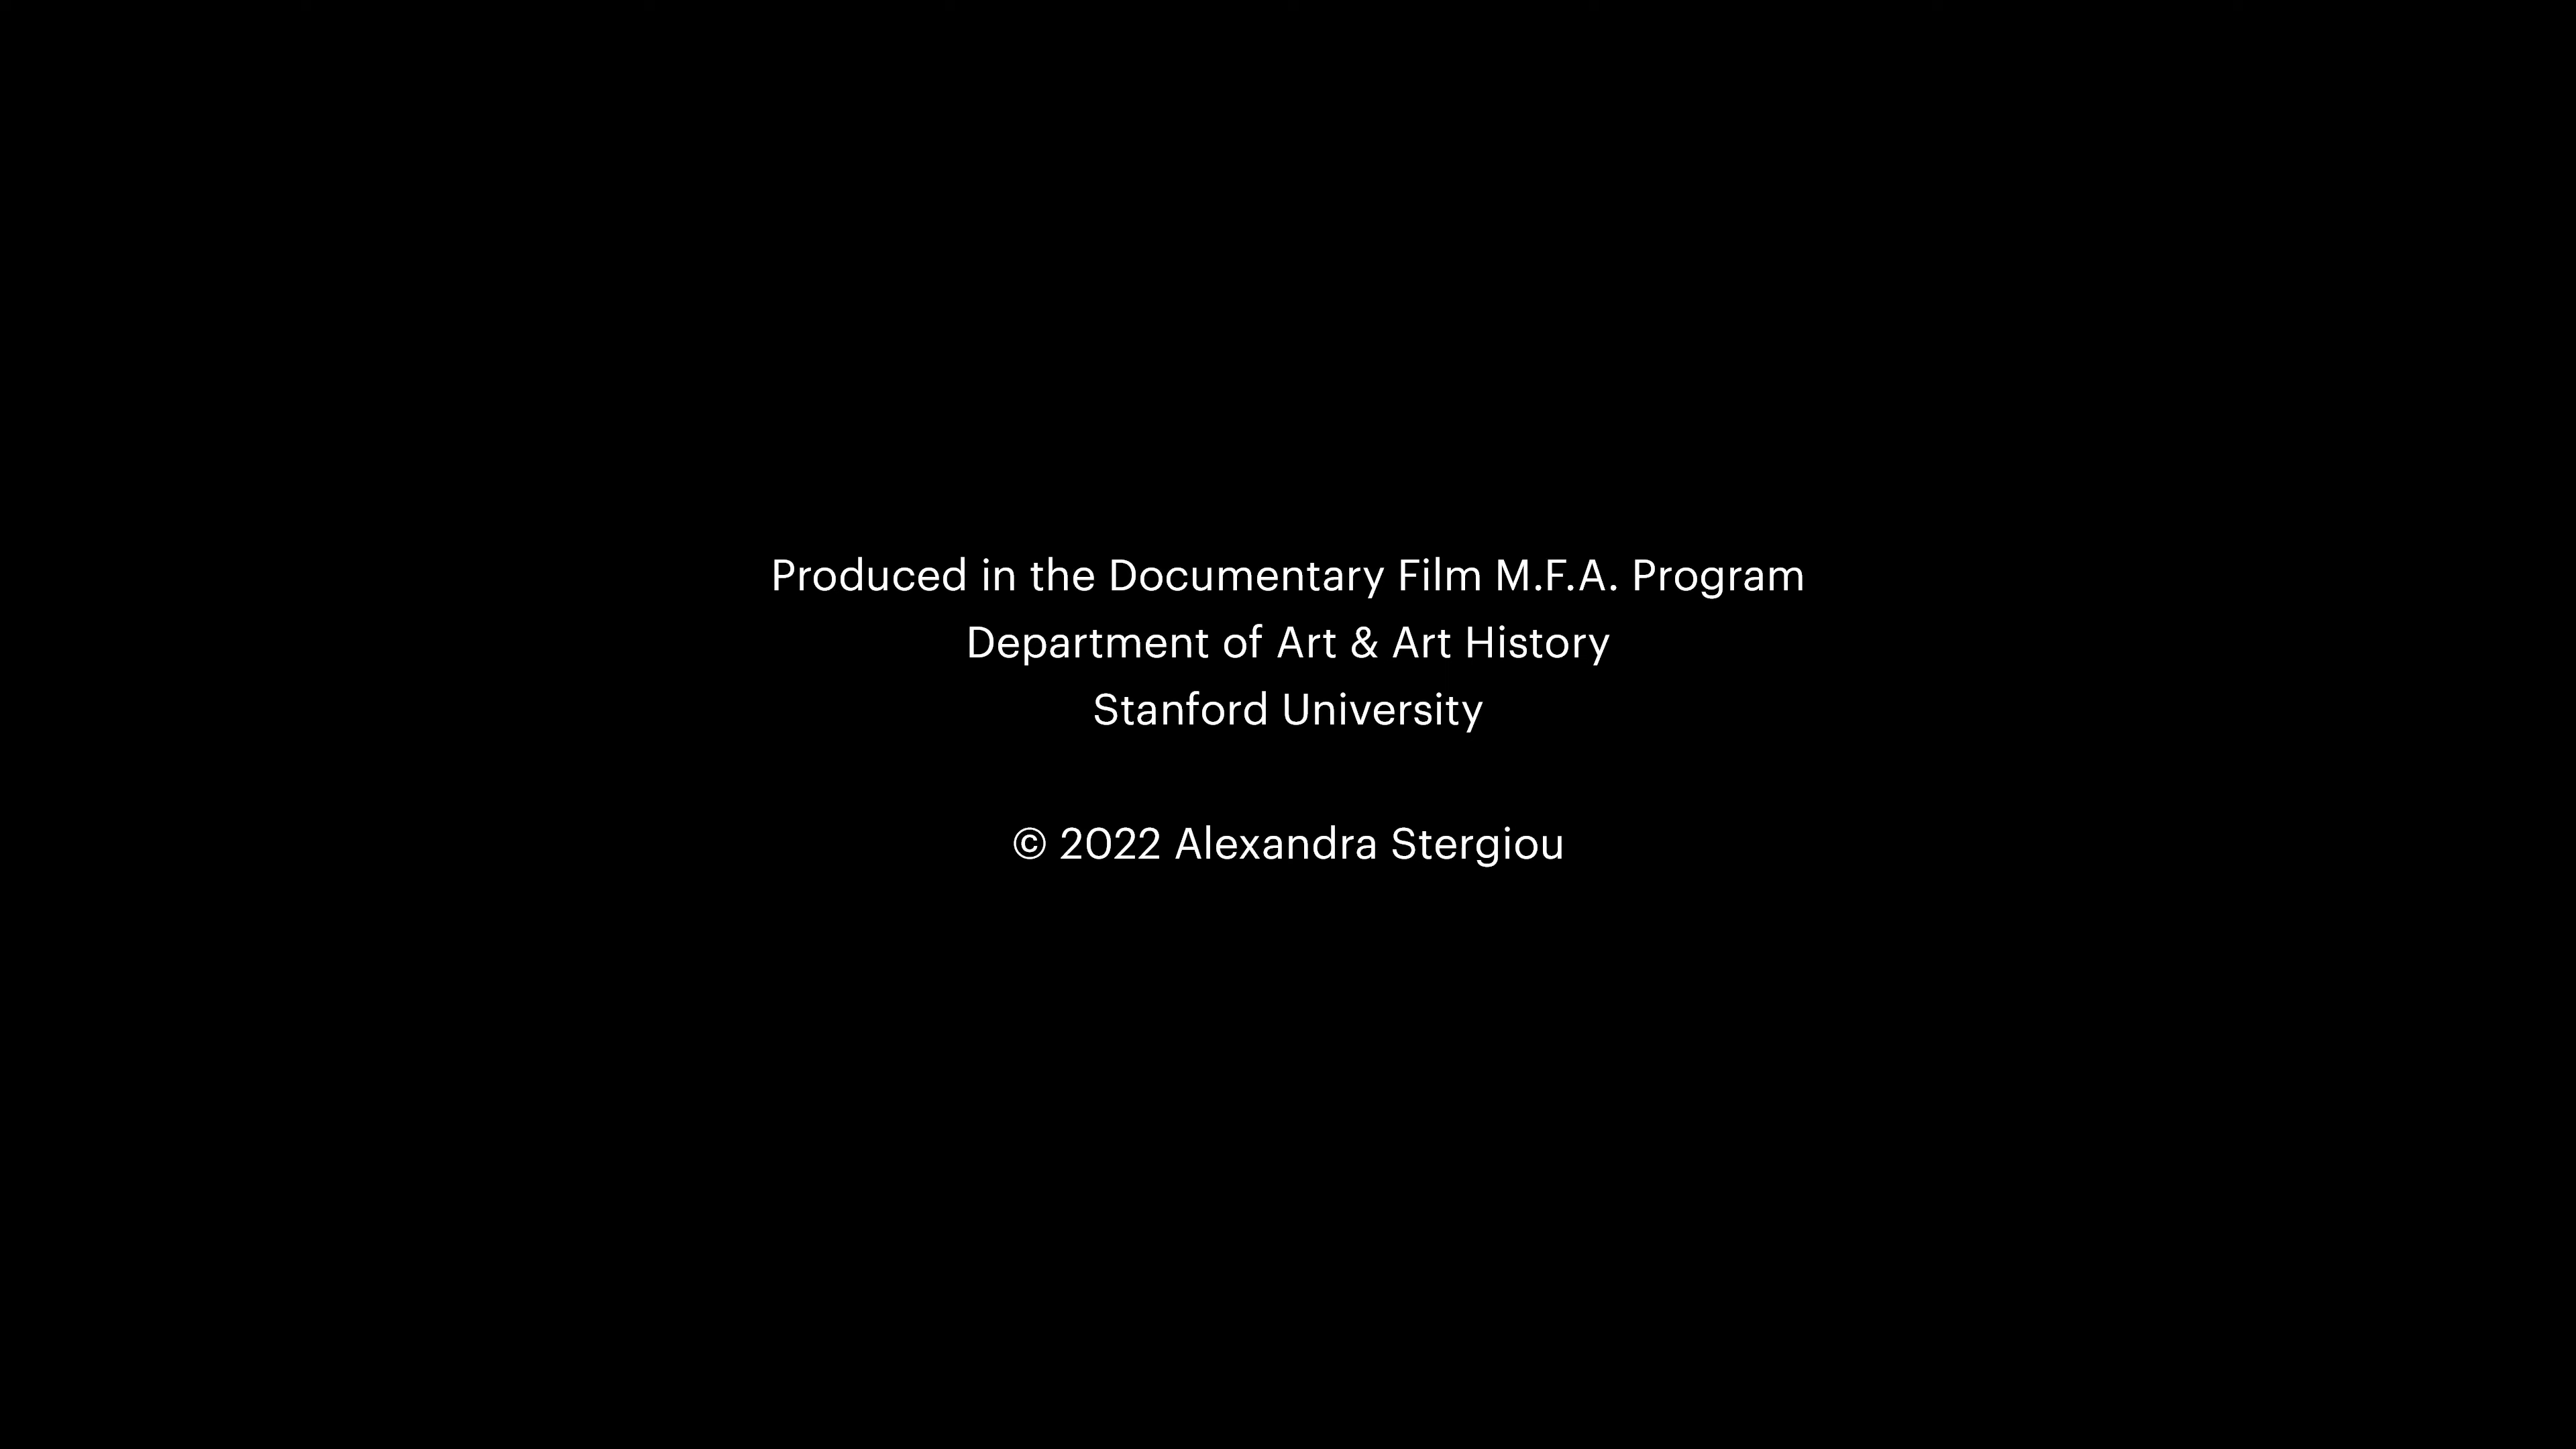 Produced in the Documentary Film M.F.A. Program
Department of Art & Art History
Stanford University
© 2022 Alexandra Stergiou